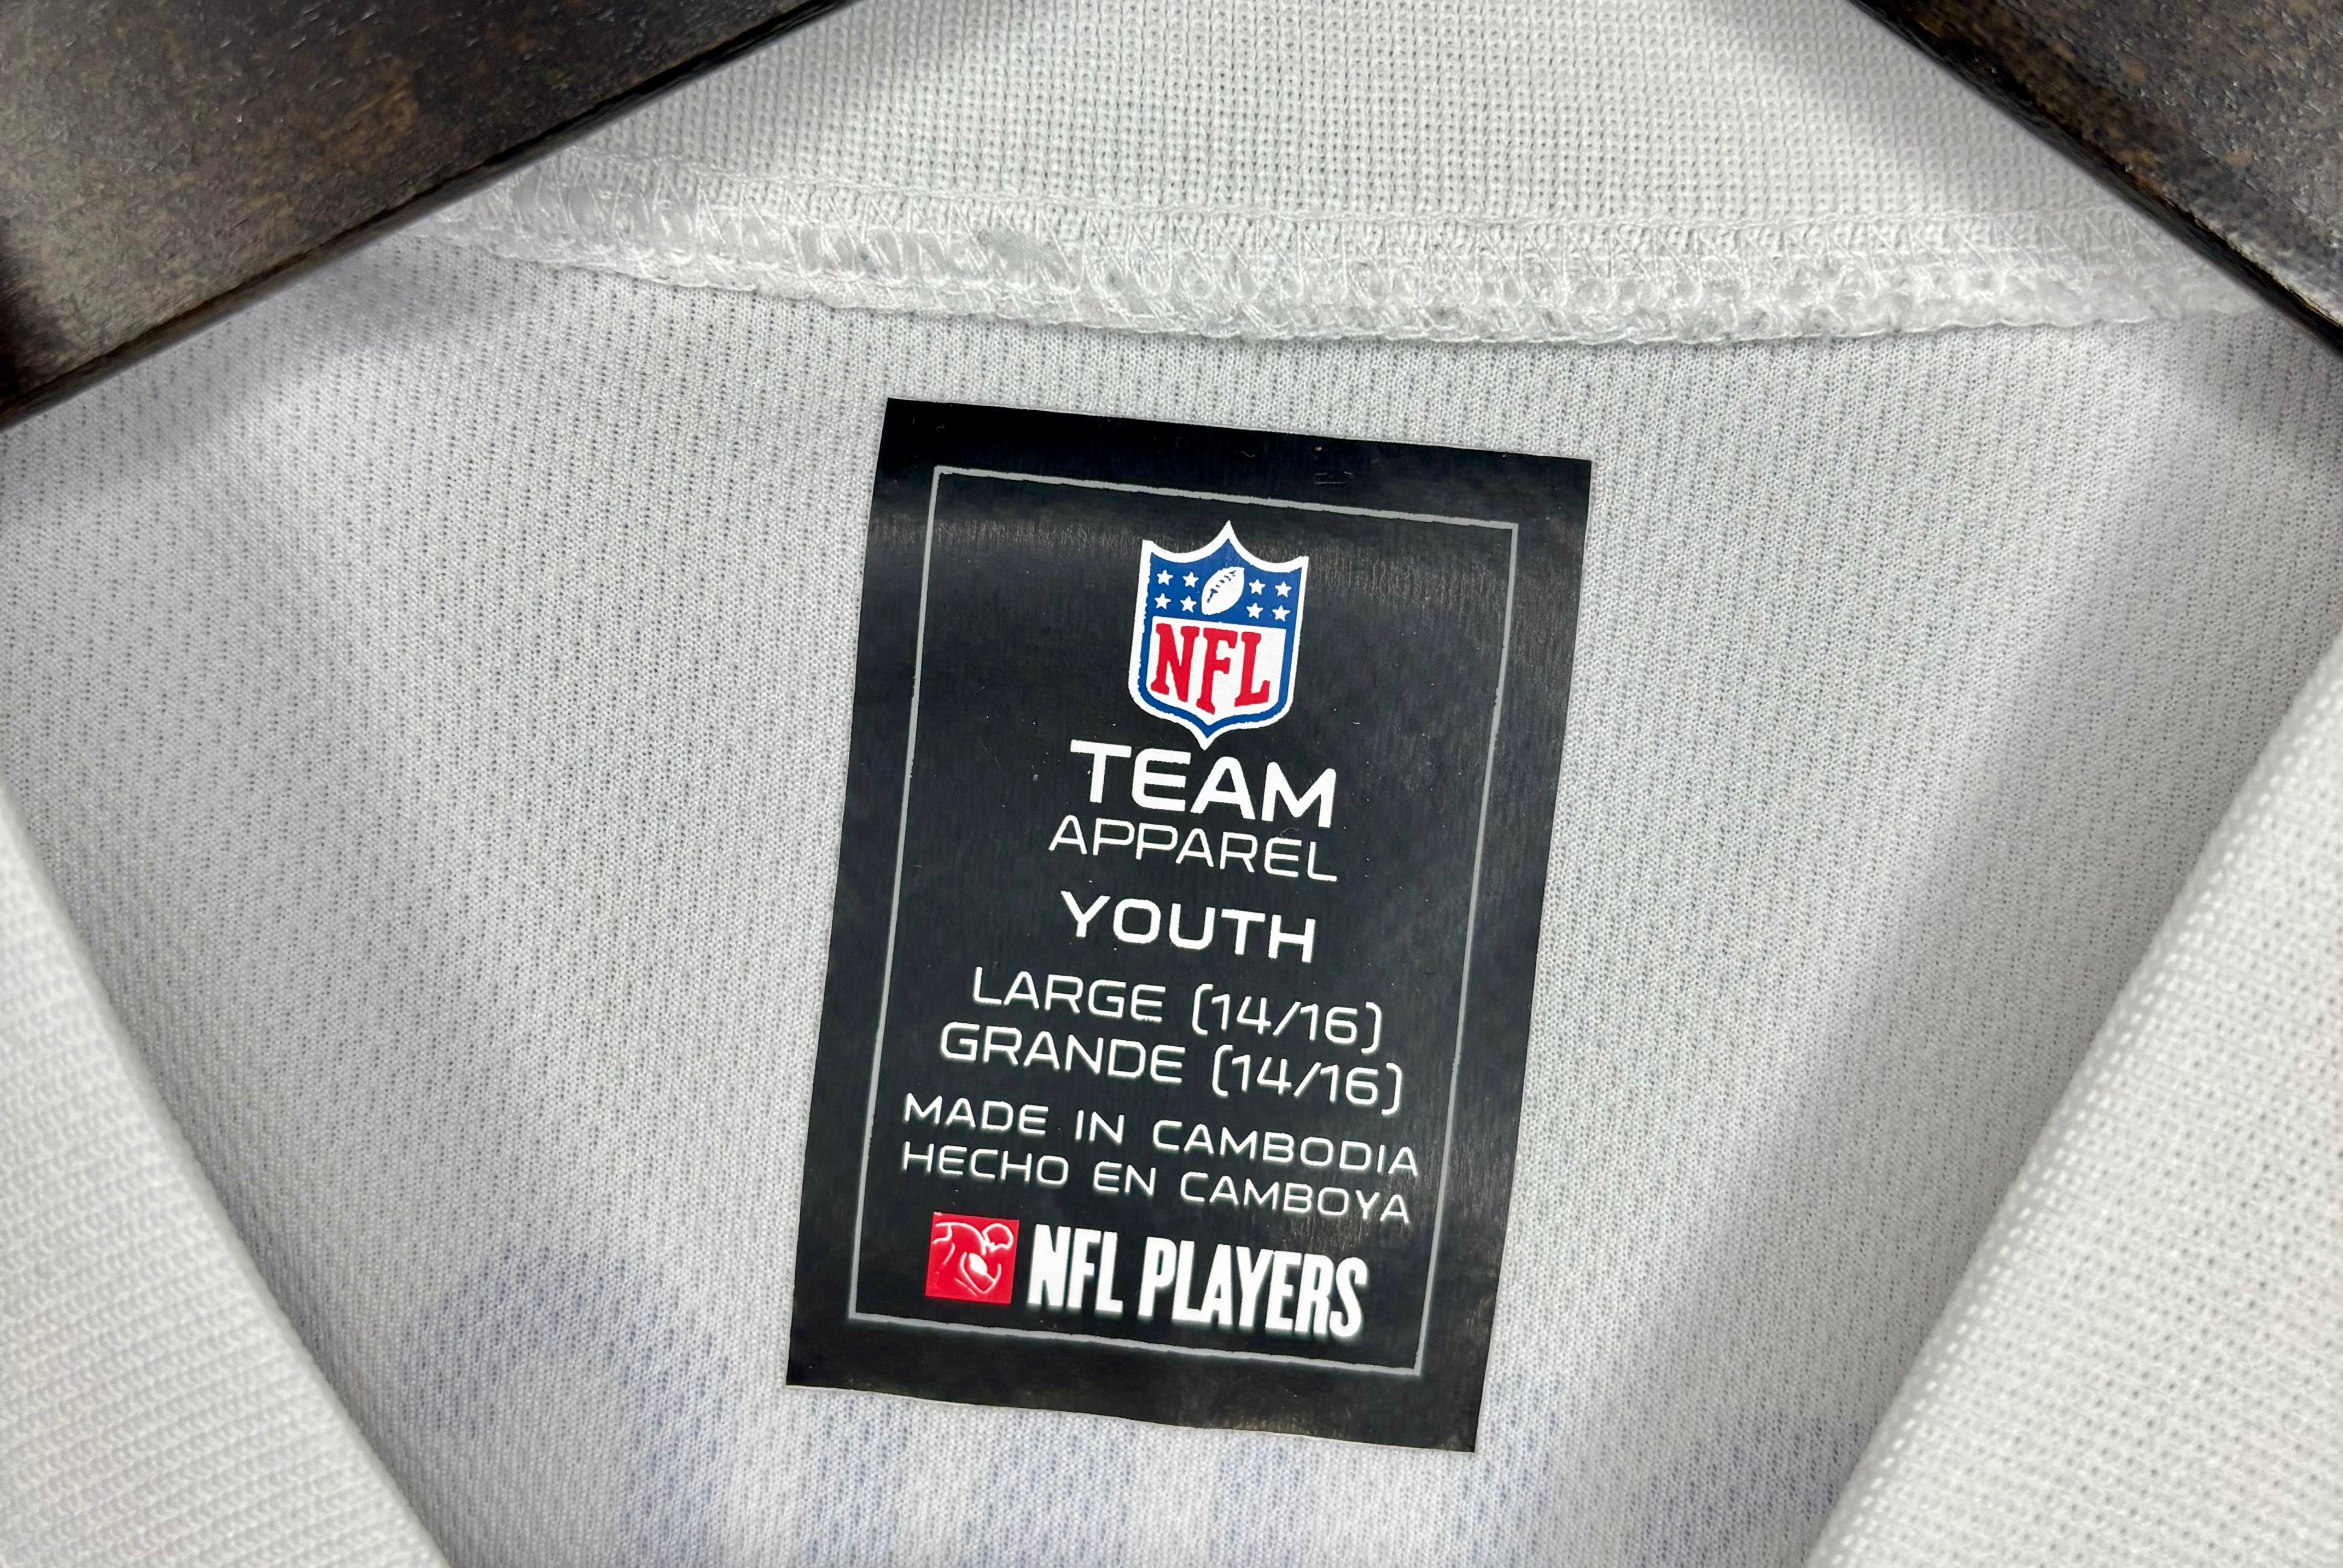 NFL
TEAM
APPAREL
YOUTH
LARGE (14/16)
GRANDE (14/16)
MADE IN CAMBODIA
HECHO EN CAMBOYA
NFL PLAYERS